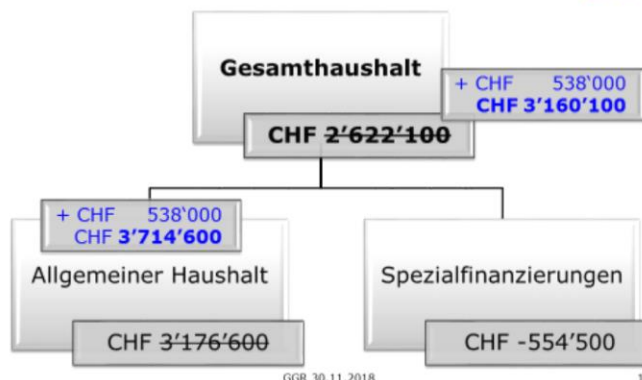 Gesamthaushalt
+ CHF 538'000
CHF 3'160'100
CHF 2'622'100
+ CHF 538‘000
CHF 3'714'600
Allgemeiner Haushalt
Spezialfinanzierungen
CHF 3'176'600
CHF -554'500
GGR 30.11.2018